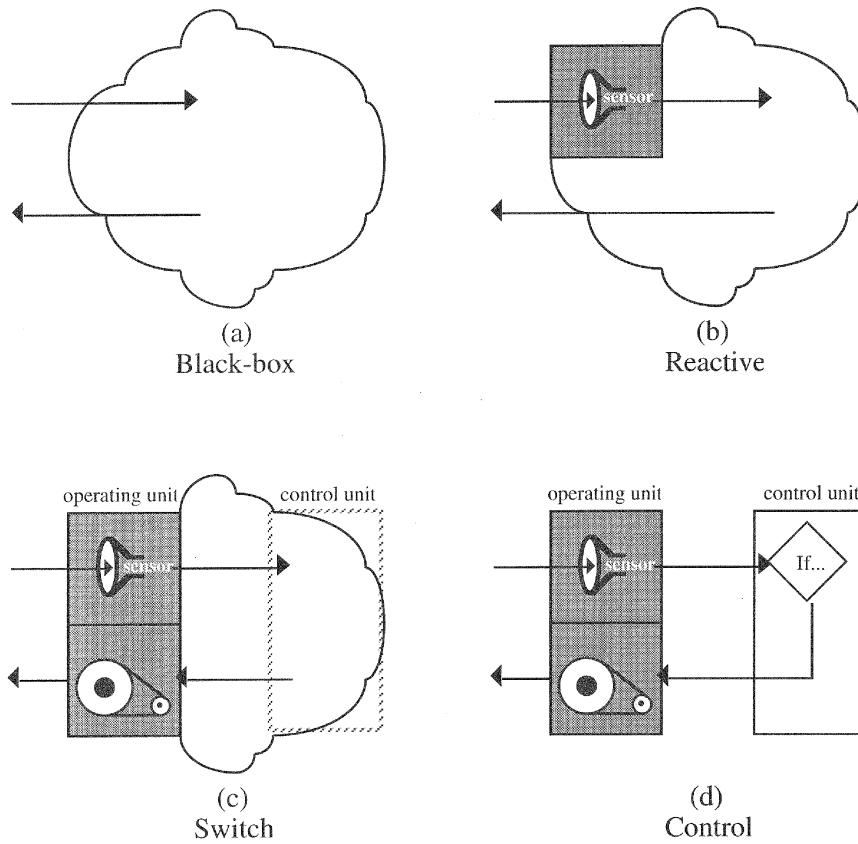 sensor
(a)
Black-box
(b)
Reactive
operating unit
control unit
sensor
(c)
Switch
operating unit
control unit
sensor
If...
(d)
Control